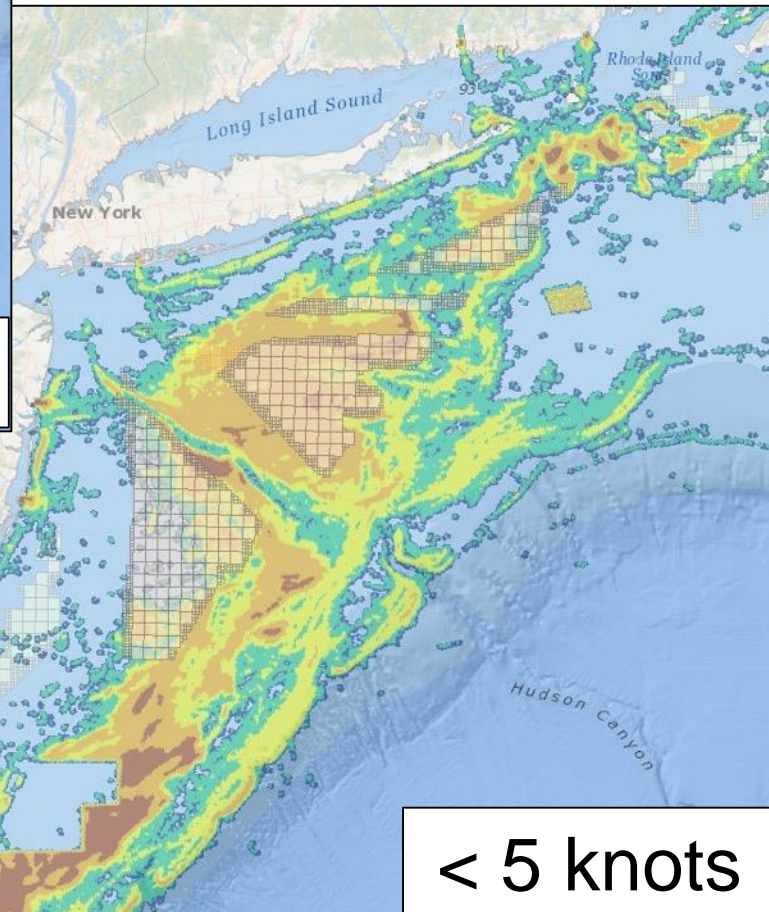 Rhode Island
Sound
93
Long Island Sound
New York
Hudson Canyon
< 5 knots